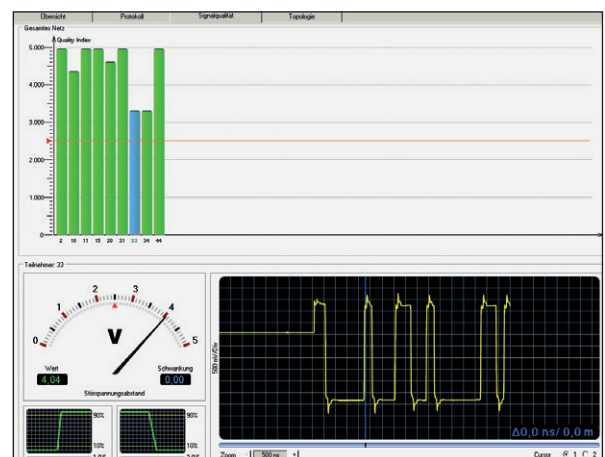 Übersicht Protokoll Signalqualität Topologie
Gesamtes Netz
Quality Index
5.000
4.000
3.000
2.000
1.000
0
2 10 11 15 20 31 33 34 44
Teilnehmer: 33
0 1 2 3 4 5
V
Wert Schwankung
4,04 0,00
Störspannungsabstand
90% 90%
10% 10%
500 mV/Div
Δ0,0 ns/ 0,0 m
Zoom -| 500 ns +| Cursor 1 2